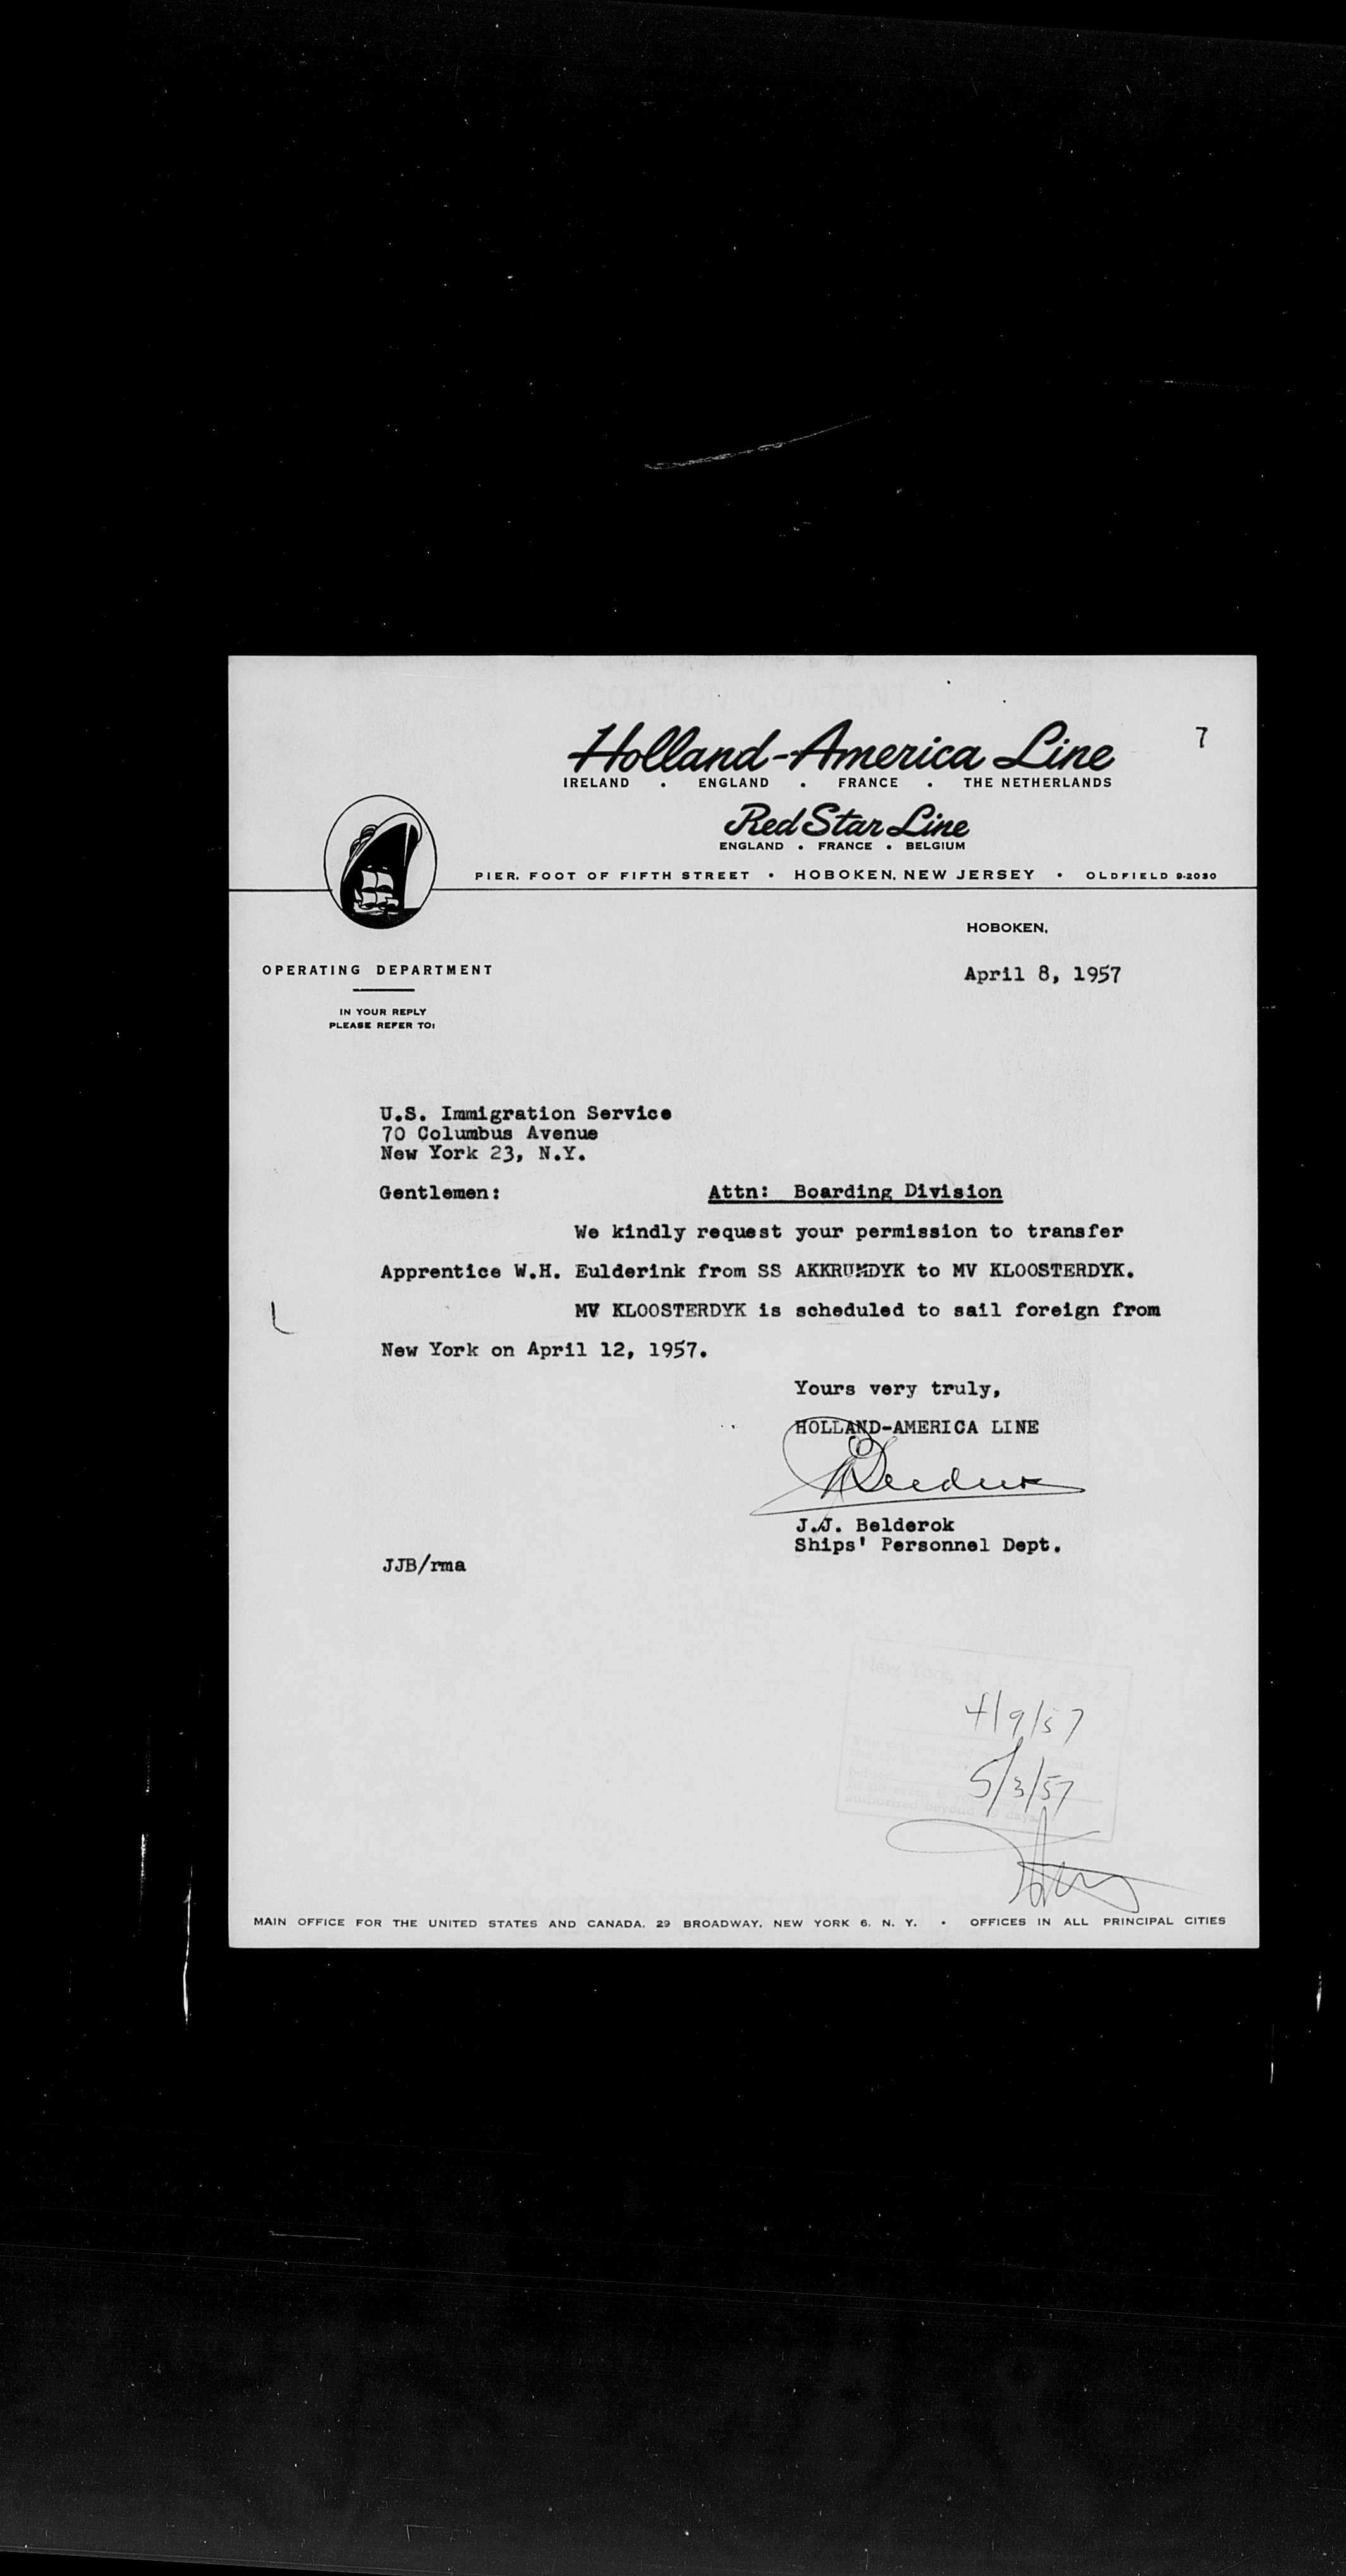 7
Holland-America Line
IRELAND • ENGLAND • FRANCE • THE NETHERLANDS
Red Star Line
ENGLAND • FRANCE • BELGIUM
PIER, FOOT OF FIFTH STREET • HOBOKEN, NEW JERSEY • OLDFIELD 9-2030
HOBOKEN,
OPERATING DEPARTMENT
April 8, 1957
IN YOUR REPLY
PLEASE REFER TO:
U.S. Immigration Service
70 Columbus Avenue
New York 23, N.Y.
Gentlemen: Attn: Boarding Division
We kindly request your permission to transfer
Apprentice W.H. Eulderink from SS AKKRUMDYK to MV KLOOSTERDYK.
MV KLOOSTERDYK is scheduled to sail foreign from
New York on April 12, 1957.
Yours very truly,
HOLLAND-AMERICA LINE
J.J. Belderok
Ships' Personnel Dept.
JJB/rma
New York,
4/9/57
5/3/57
authorized beyond days
MAIN OFFICE FOR THE UNITED STATES AND CANADA, 29 BROADWAY, NEW YORK 6, N. Y. • OFFICES IN ALL PRINCIPAL CITIES